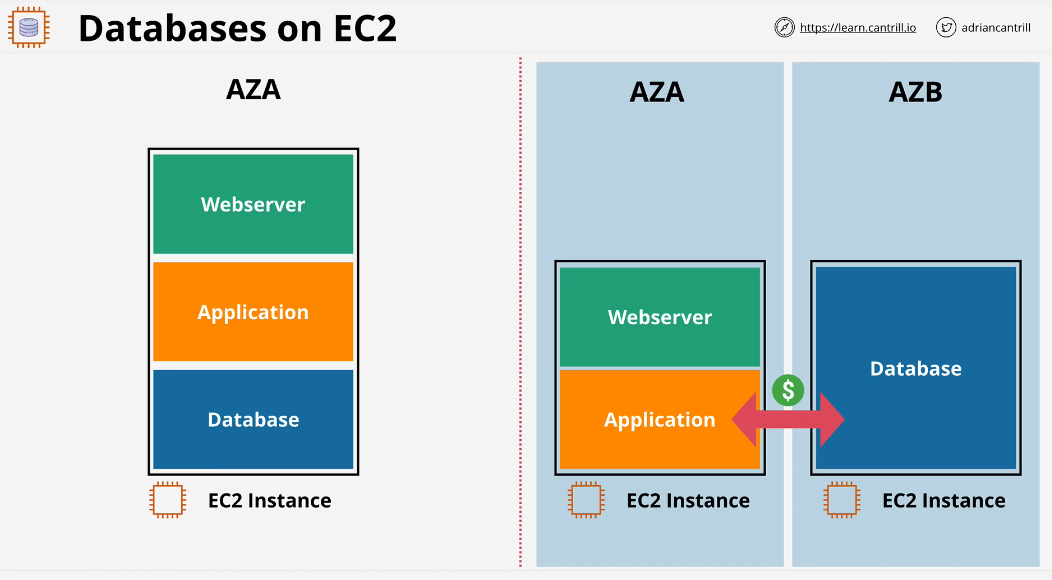 Databases on EC2
https://learn.cantrill.io
adriancantrill
AZA
Webserver
Application
Database
EC2 Instance
AZA
AZB
Webserver
Application
$
Database
EC2 Instance
EC2 Instance